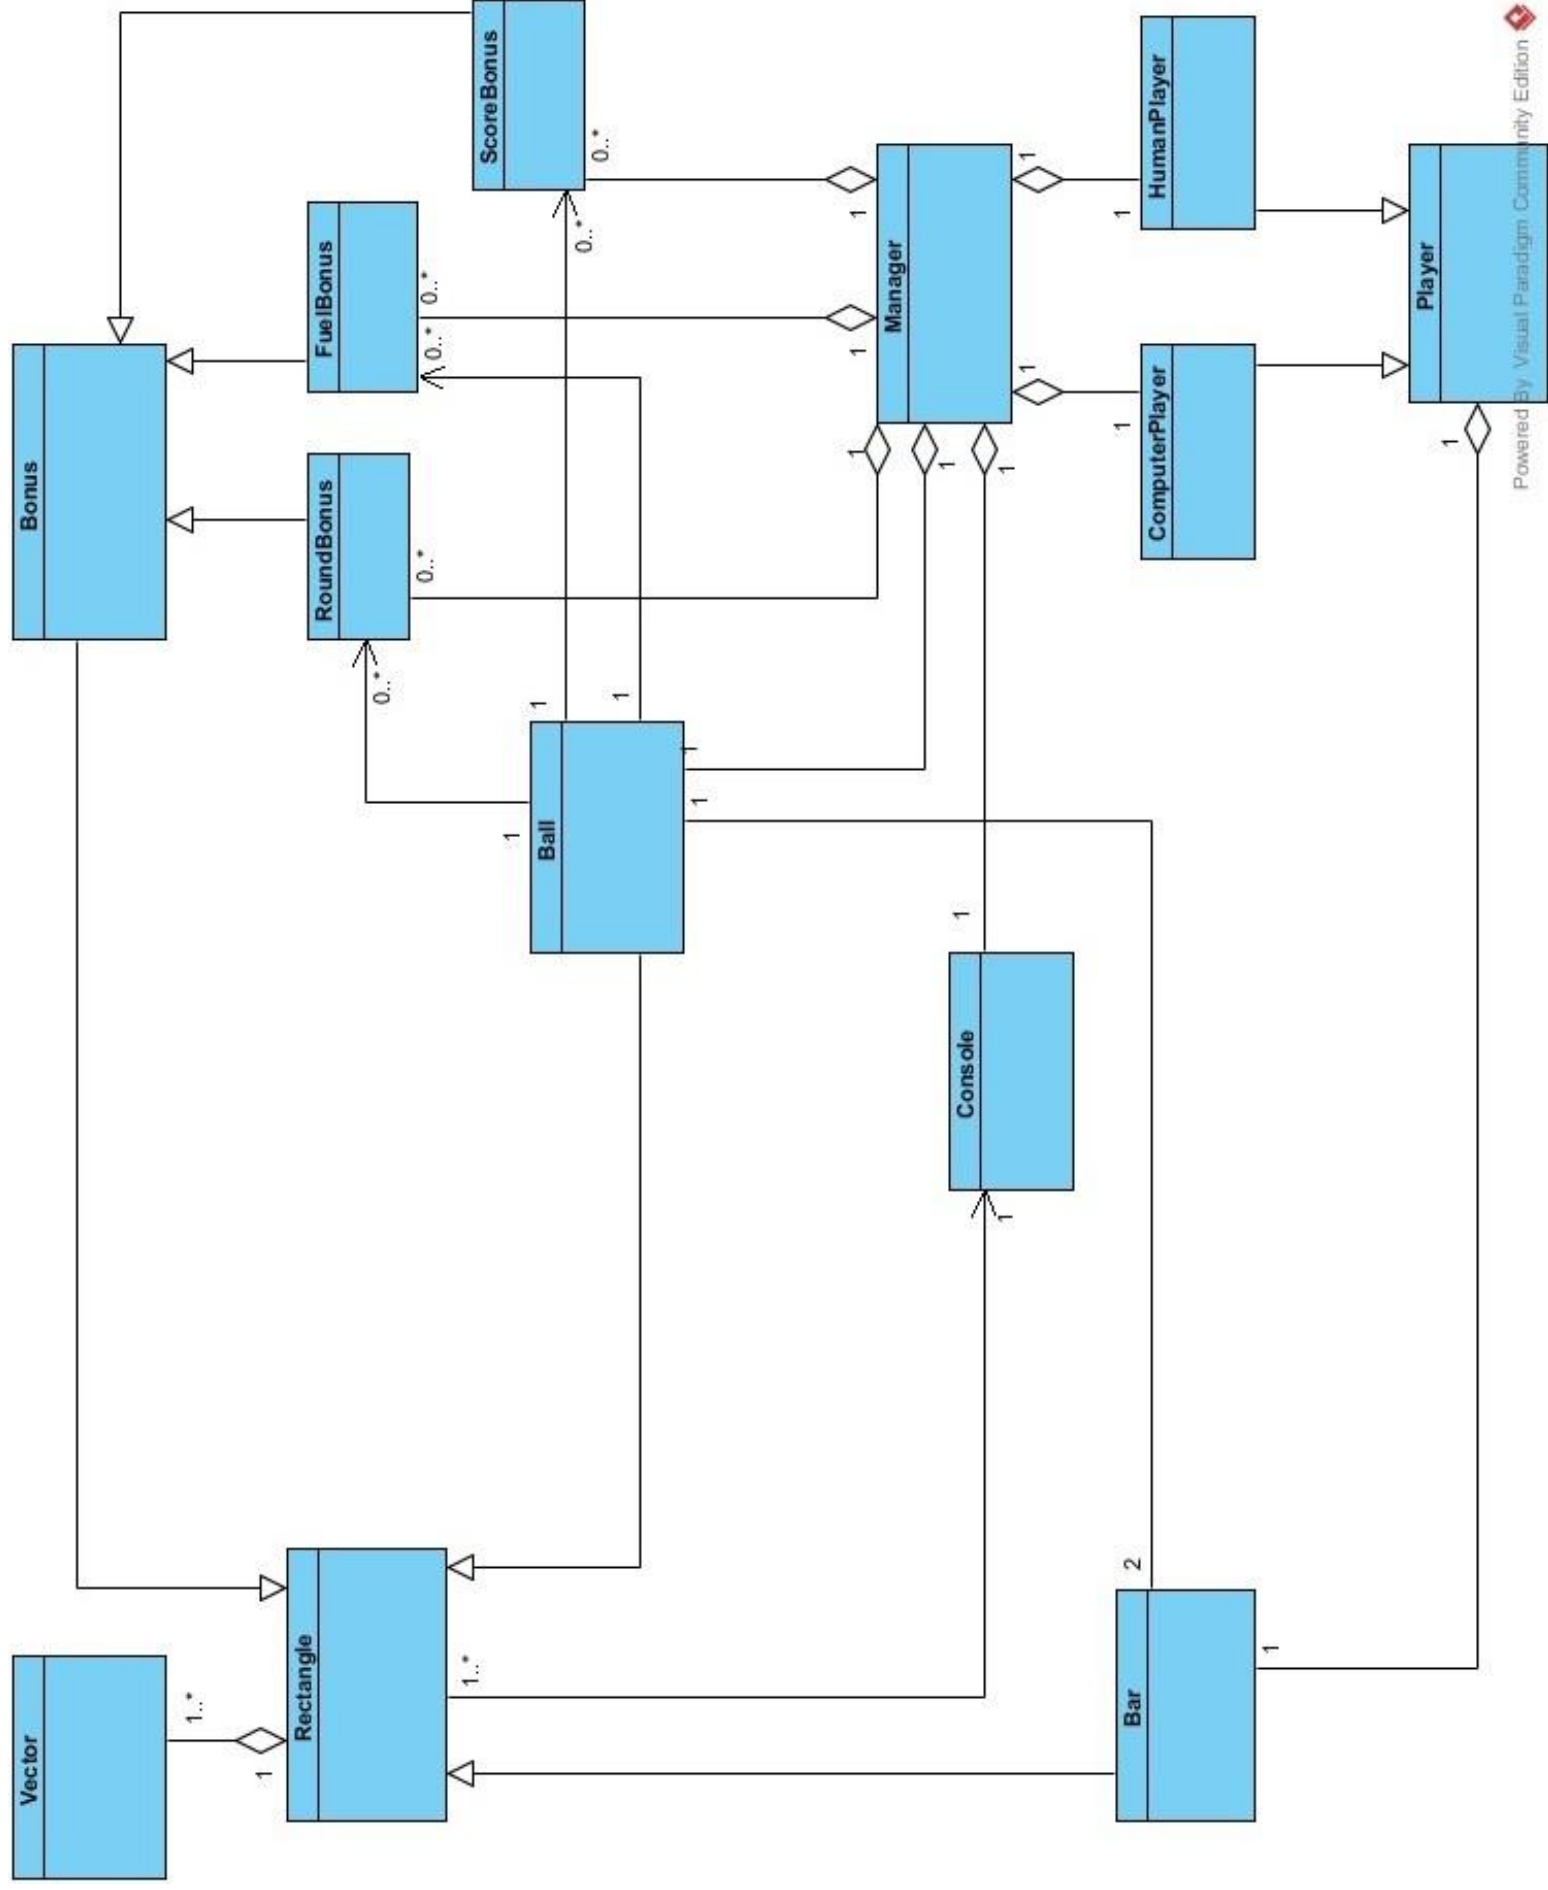 Vector
Bonus
1..*
1
Rectangle
RoundBonus
FuelBonus
0..*
0..*
0..*
0..*
1..*
ScoreBonus
1
1
Ball
0..*
0..*
1
1
1
1
1
1
Manager
1
1
Console
1
1
1
1
1
1
Bar
2
ComputerPlayer
HumanPlayer
1
Player
1
Powered By Visual Paradigm Community Edition